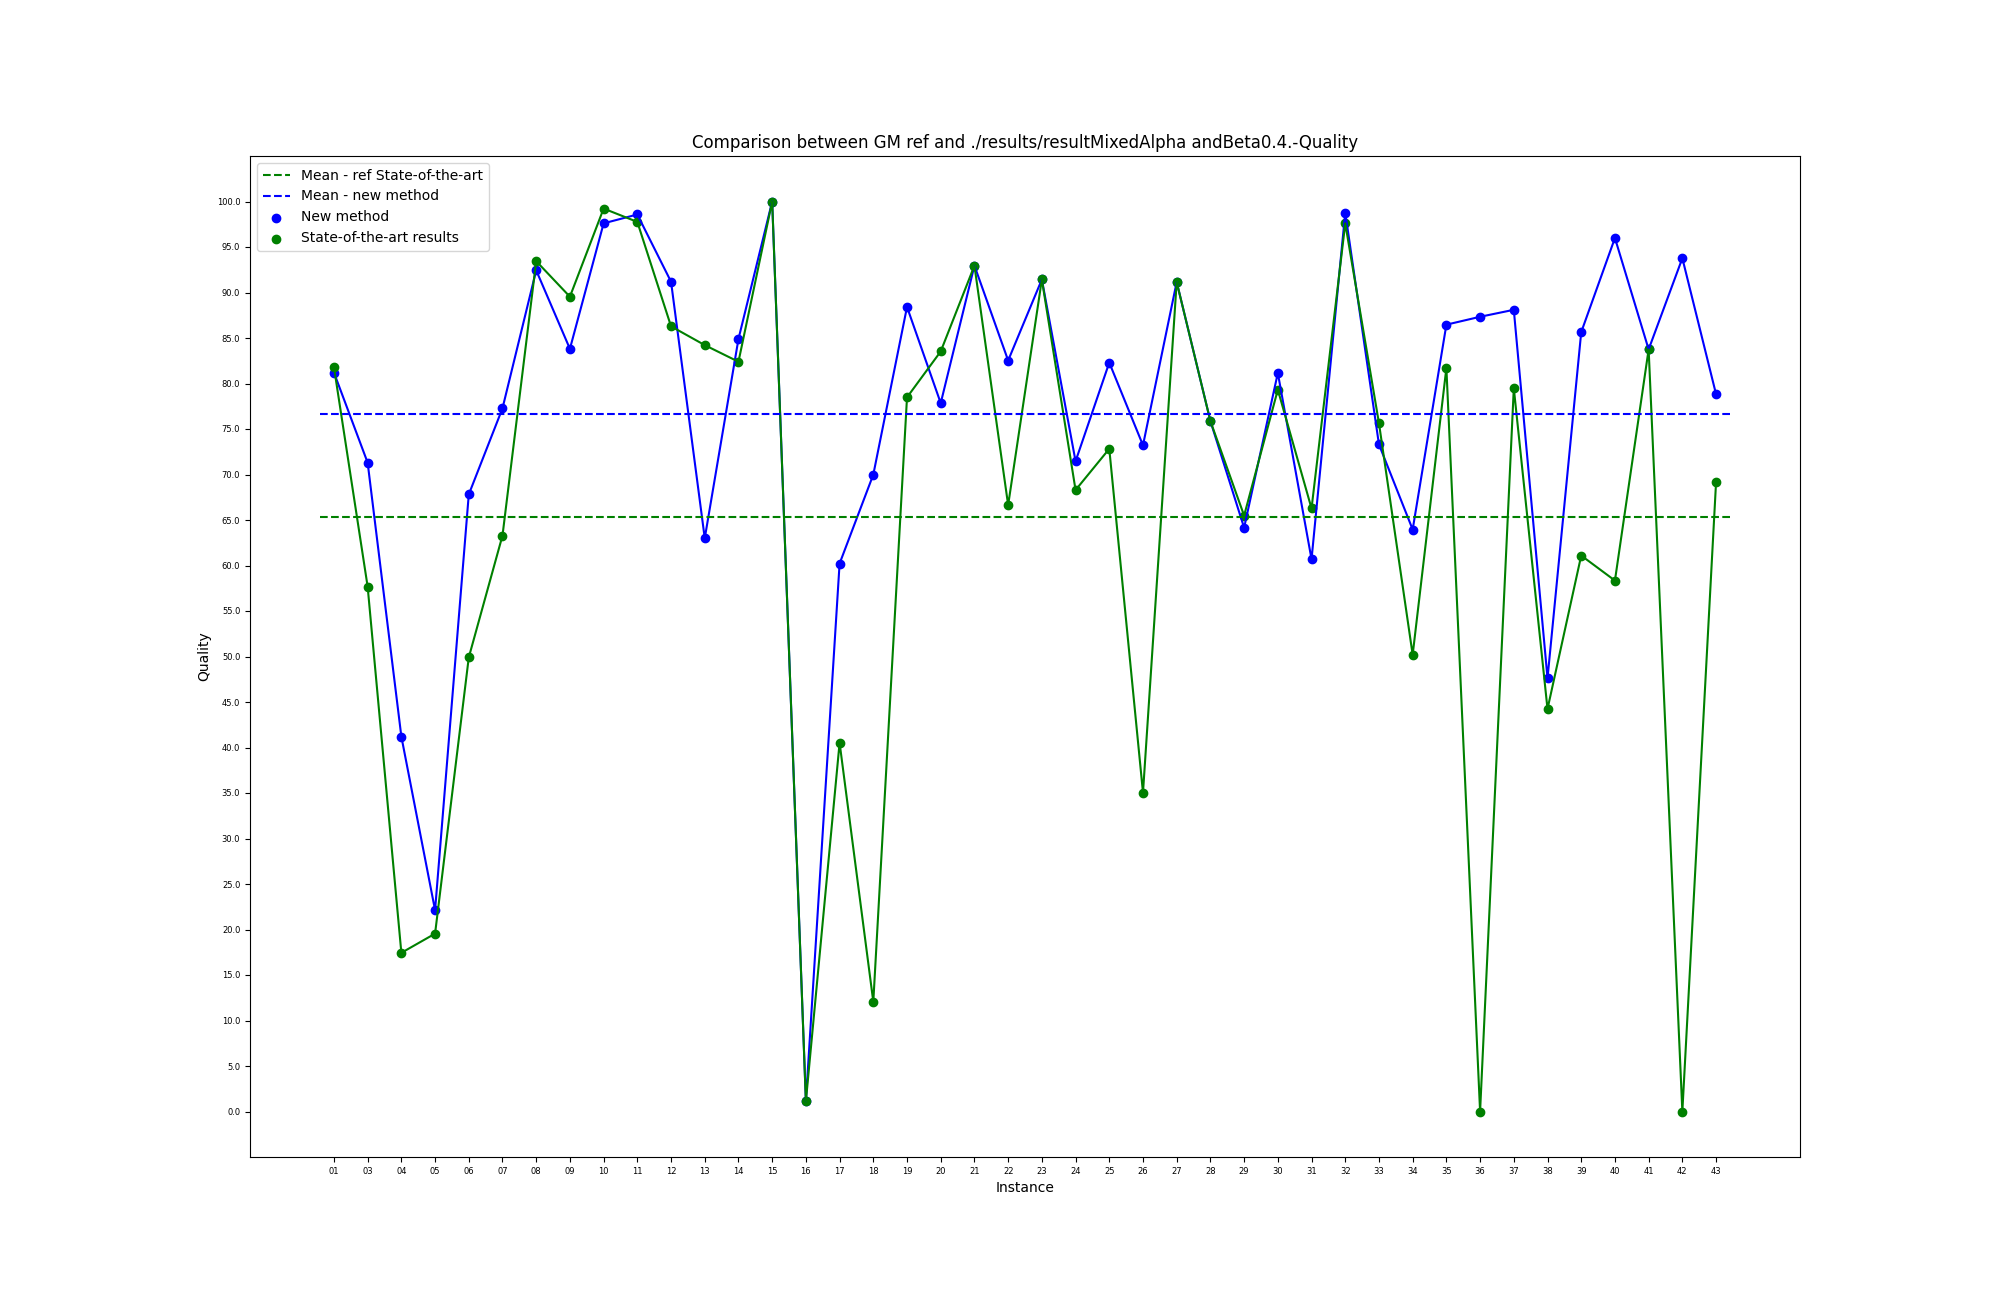 Comparison between GM ref and ./results/resultMixedAlpha andBeta0.4.-Quality
Mean - ref State-of-the-art
Mean - new method
New method
State-of-the-art results
100.0
95.0
90.0
85.0
80.0
75.0
70.0
65.0
60.0
55.0
50.0
45.0
40.0
35.0
30.0
25.0
20.0
15.0
10.0
5.0
0.0
Quality
01 03 04 05 06 07 08 09 10 11 12 13 14 15 16 17 18 19 20 21 22 23 24 25 26 27 28 29 30 31 32 33 34 35 36 37 38 39 40 41 42 43
Instance